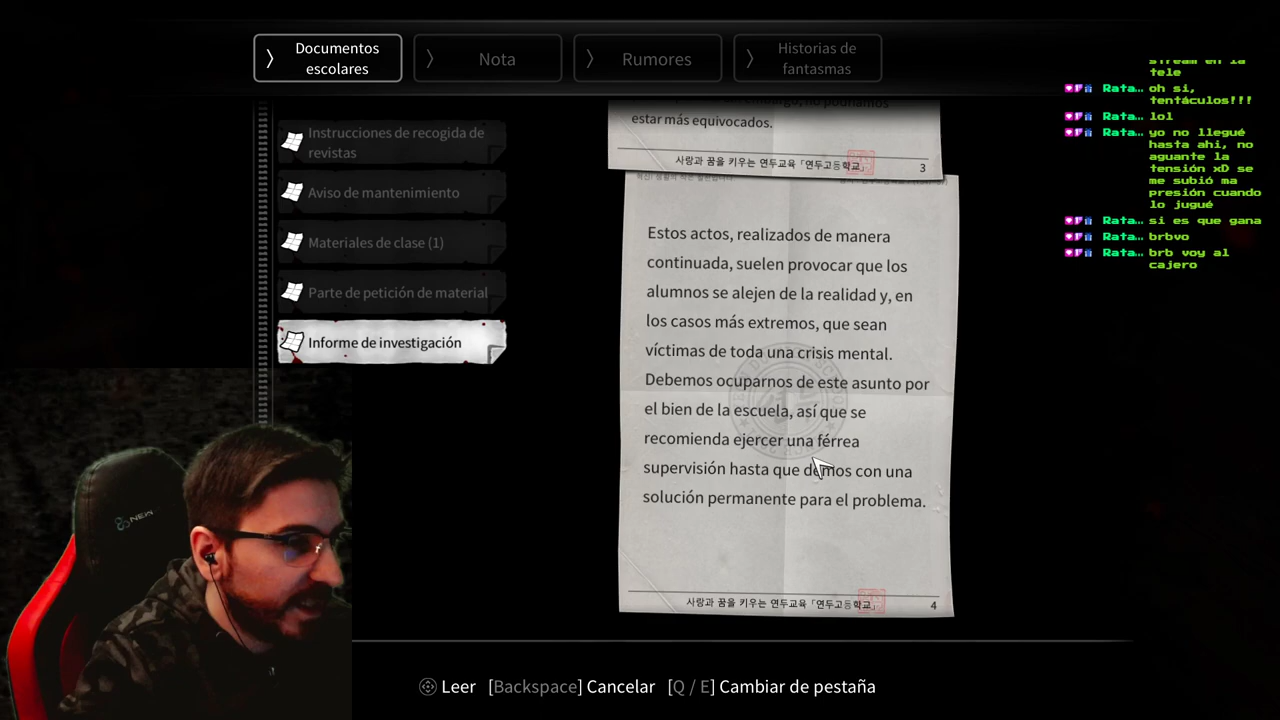 Documentos
escolares
Nota
Rumores
Historias de
fantasmas
Instrucciones de recogida de
revistas
Aviso de mantenimiento
Materiales de clase (1)
Parte de petición de material
Informe de investigación
estar más equivocados.
사랑과 꿈을 키우는 연두교육「연두고등학교」
3
Estos actos, realizados de manera
continuada, suelen provocar que los
alumnos se alejen de la realidad y, en
los casos más extremos, que sean
víctimas de toda una crisis mental.
Debemos ocuparnos de este asunto por
el bien de la escuela, así que se
recomienda ejercer una férrea
supervisión hasta que demos con una
solución permanente para el problema.
사랑과 꿈을 키우는 연두교육「연두고등학교」
4
stream en la
tele
Rata… oh si,
tentáculos!!!
Rata… lol
Rata… yo no llegué
hasta ahi, no
aguante la
tensión xD se
me subió ma
presión cuando
lo jugué
Rata… si es que gana
Rata… brbvo
Rata… brb voy al
cajero
NEW
Leer [Backspace] Cancelar [Q / E] Cambiar de pestaña